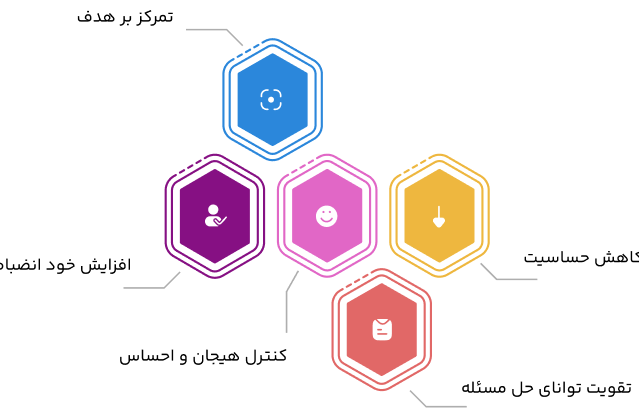 تمرکز بر هدف
کاهش حساسیت
افزایش خود انضباط
کنترل هیجان و احساس
تقویت توانای حل مسئله